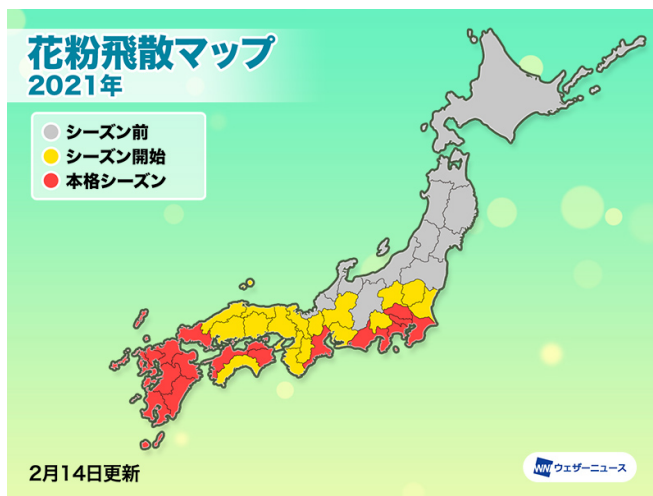 花粉飛散マップ
2021年
シーズン前
シーズン開始
本格シーズン
2月14日更新
WNI ウェザーニュース